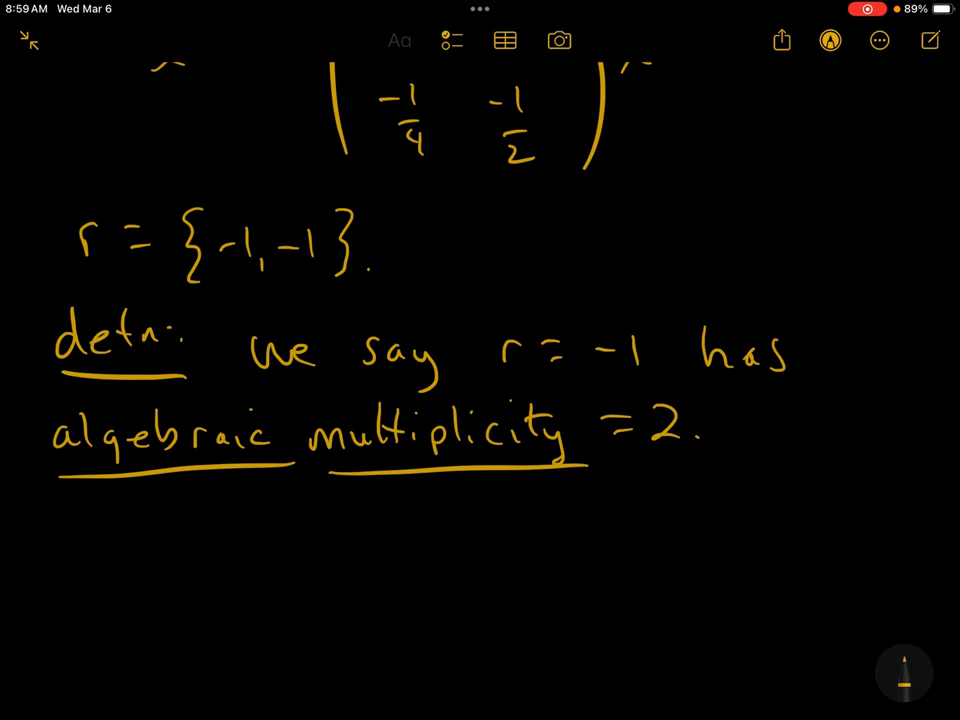 8:59 AM Wed Mar 6
89%
Aa
-1/4 -1/2
r = {-1, -1}.
defn: we say r = -1 has
algebraic multiplicity = 2.